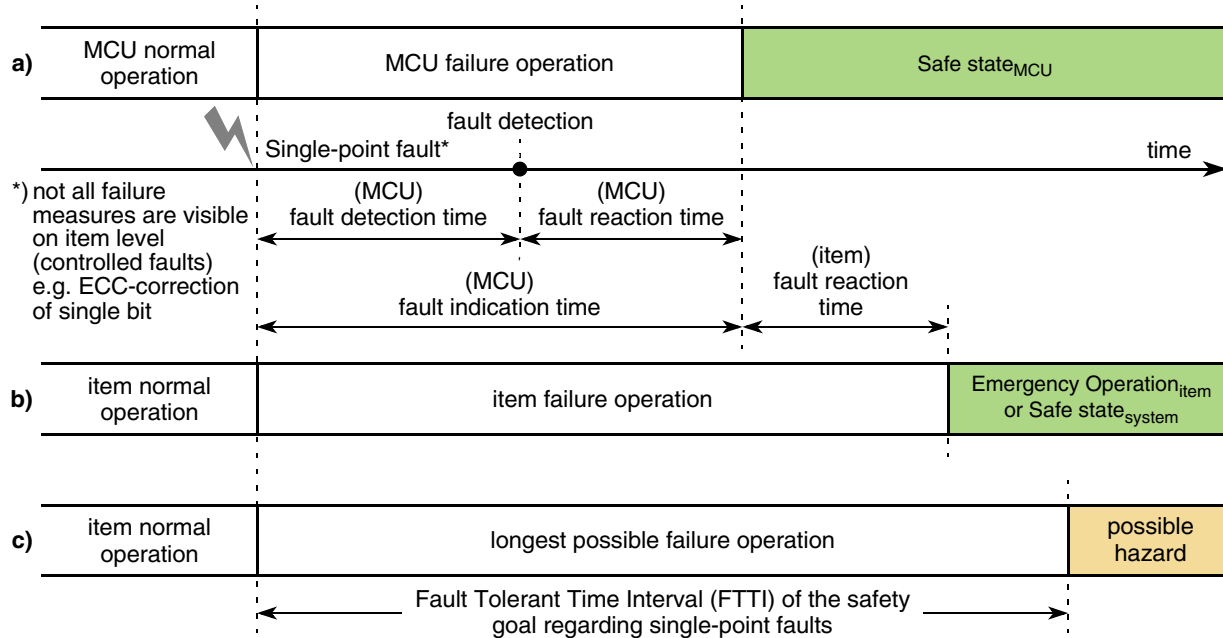 a)
MCU normal
operation
MCU failure operation
Safe stateMCU
fault detection
Single-point fault*
time
*) not all failure
measures are visible
on item level
(controlled faults)
e.g. ECC-correction
of single bit
(MCU)
fault detection time
(MCU)
fault reaction time
(MCU)
fault indication time
(item)
fault reaction
time
b)
item normal
operation
item failure operation
Emergency Operationitem
or Safe statesystem
c)
item normal
operation
longest possible failure operation
possible
hazard
Fault Tolerant Time Interval (FTTI) of the safety
goal regarding single-point faults